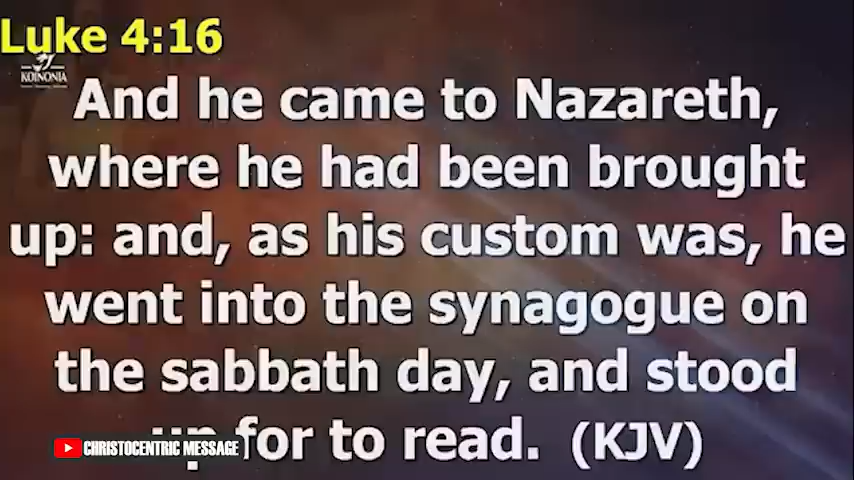 Luke 4:16
KOINONIA
And he came to Nazareth,
where he had been brought
up: and, as his custom was, he
went into the synagogue on
the sabbath day, and stood
up for to read. (KJV)
CHRISTOCENTRIC MESSAGE